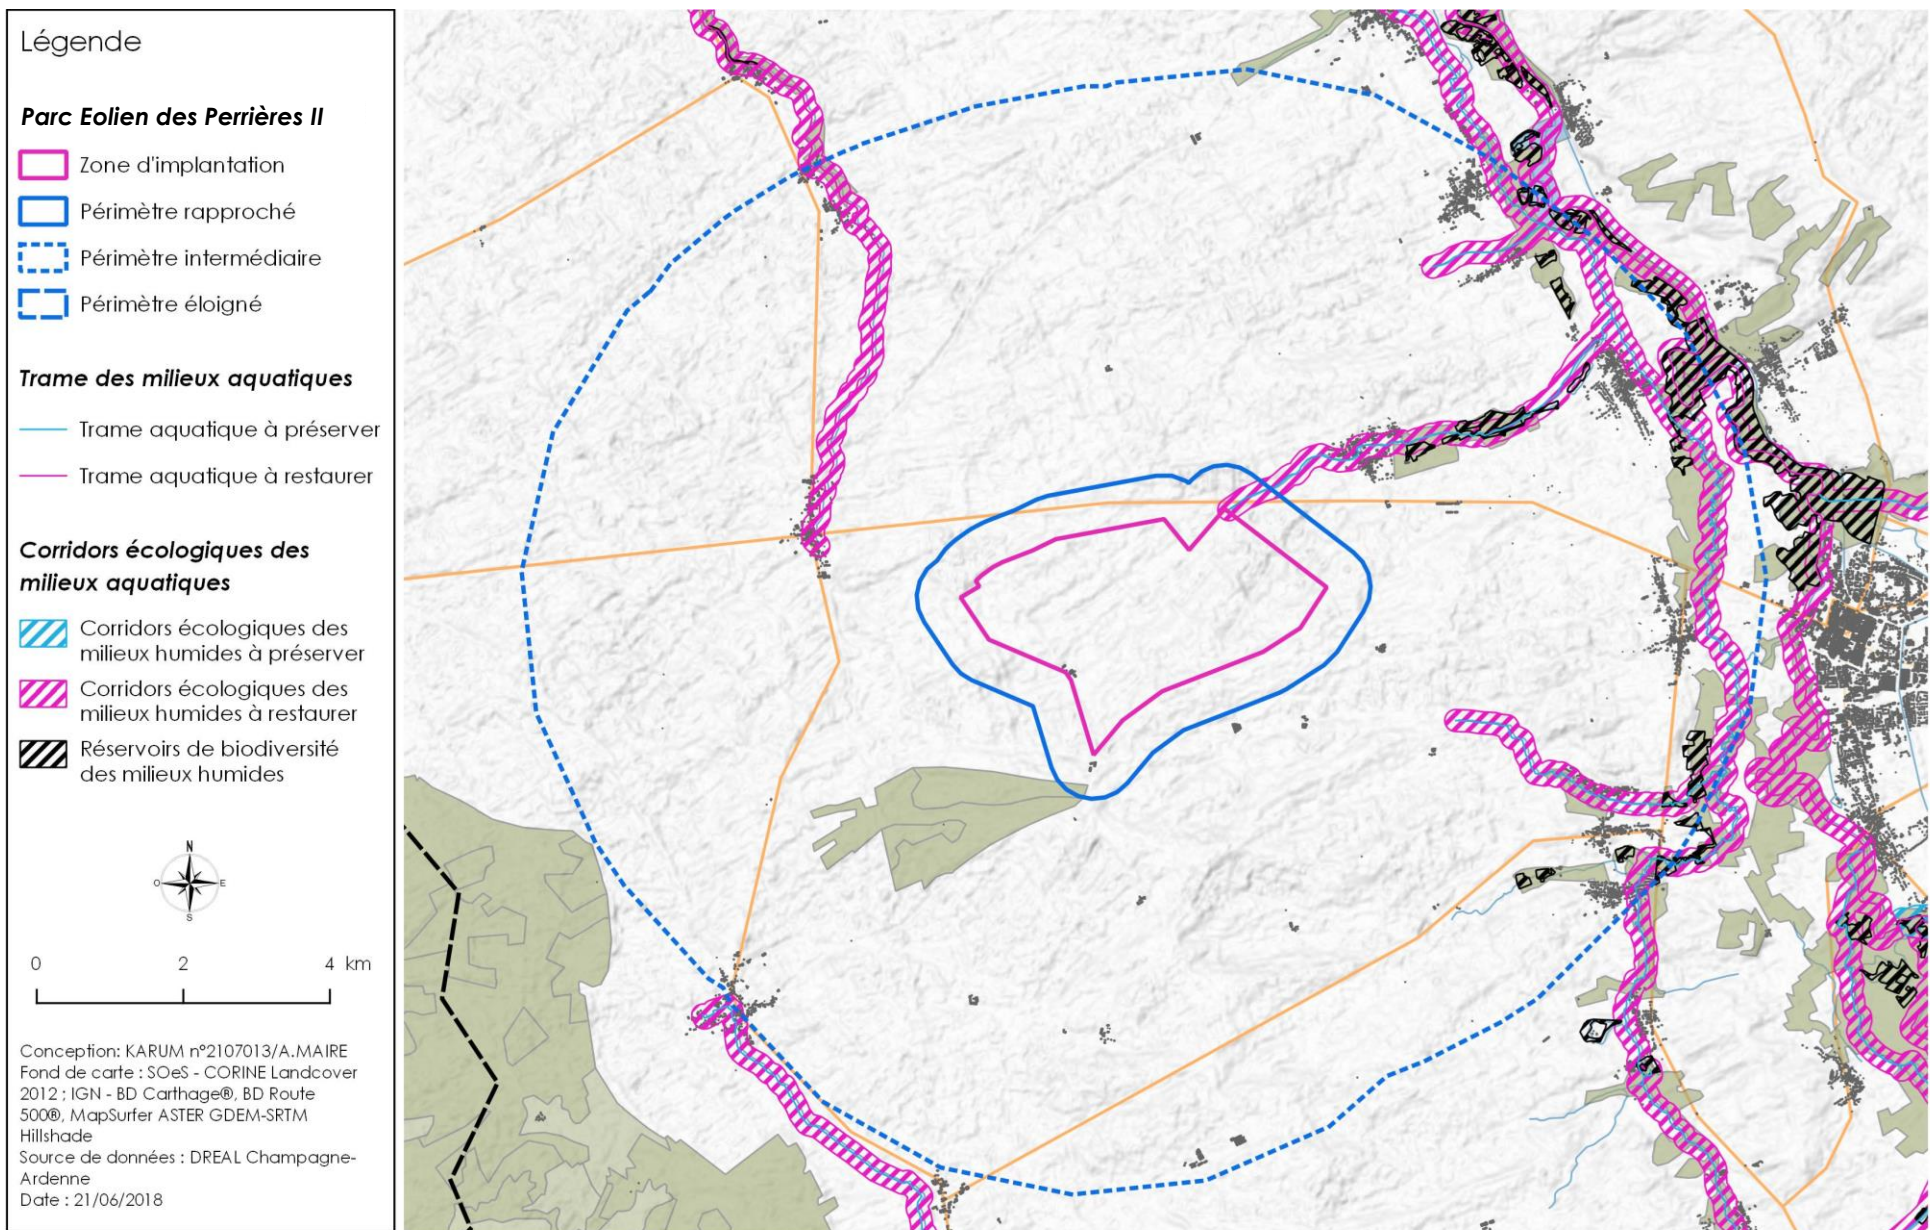 Légende
Parc Eolien des Perrières II
Zone d'implantation
Périmètre rapproché
Périmètre intermédiaire
Périmètre éloigné
Trame des milieux aquatiques
Trame aquatique à préserver
Trame aquatique à restaurer
Corridors écologiques des
milieux aquatiques
Corridors écologiques des
milieux humides à préserver
Corridors écologiques des
milieux humides à restaurer
Réservoirs de biodiversité
des milieux humides
N
O E
S
0 2 4 km
Conception: KARUM n°2107013/A.MAIRE
Fond de carte : SOeS - CORINE Landcover
2012 ; IGN - BD Carthage®, BD Route
500®, MapSurfer ASTER GDEM-SRTM
Hillshade
Source de données : DREAL Champagne-
Ardenne
Date : 21/06/2018